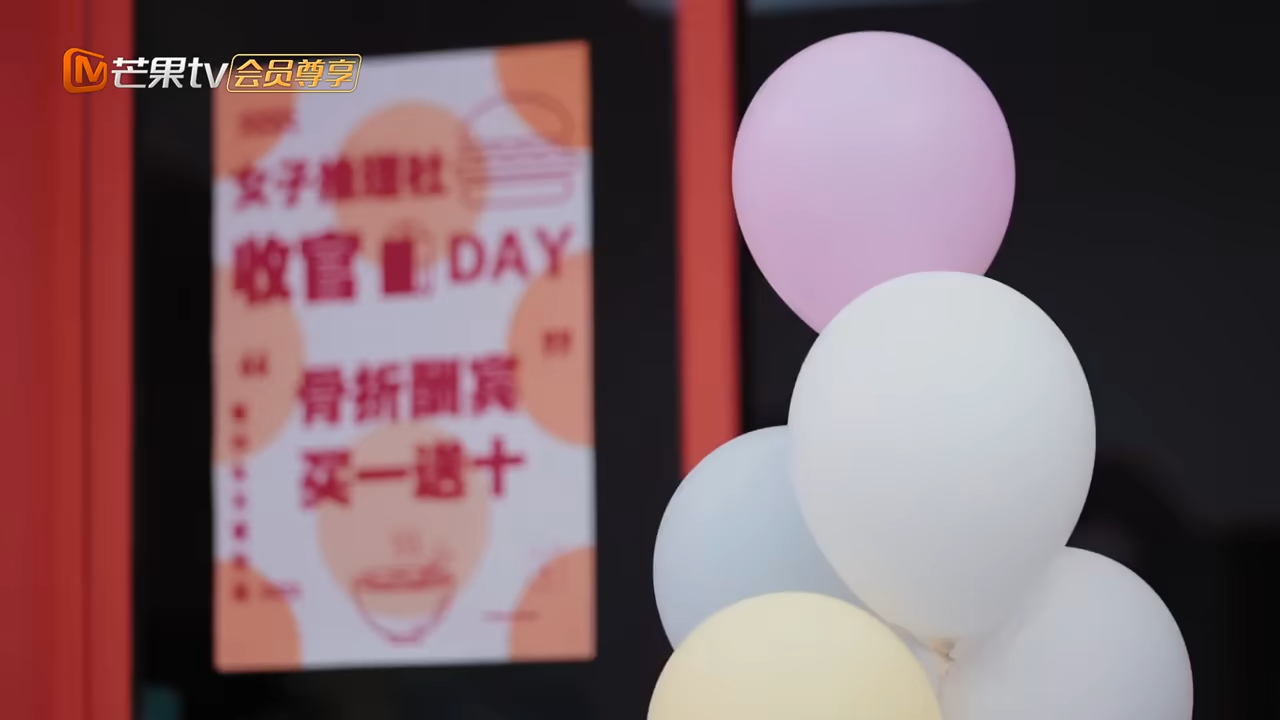 芒果tv会员尊享
女子推理社
收官 DAY
“骨折酬宾
买一送十”